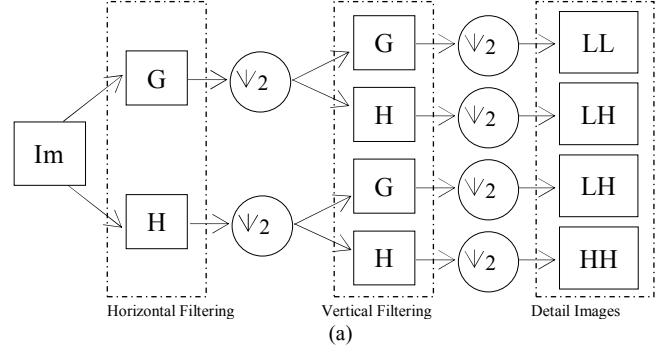 G ↓2 LL
G ↓2
H ↓2 LH
Im
G ↓2 LH
H ↓2
H ↓2 HH
Horizontal Filtering Vertical Filtering Detail Images
(a)